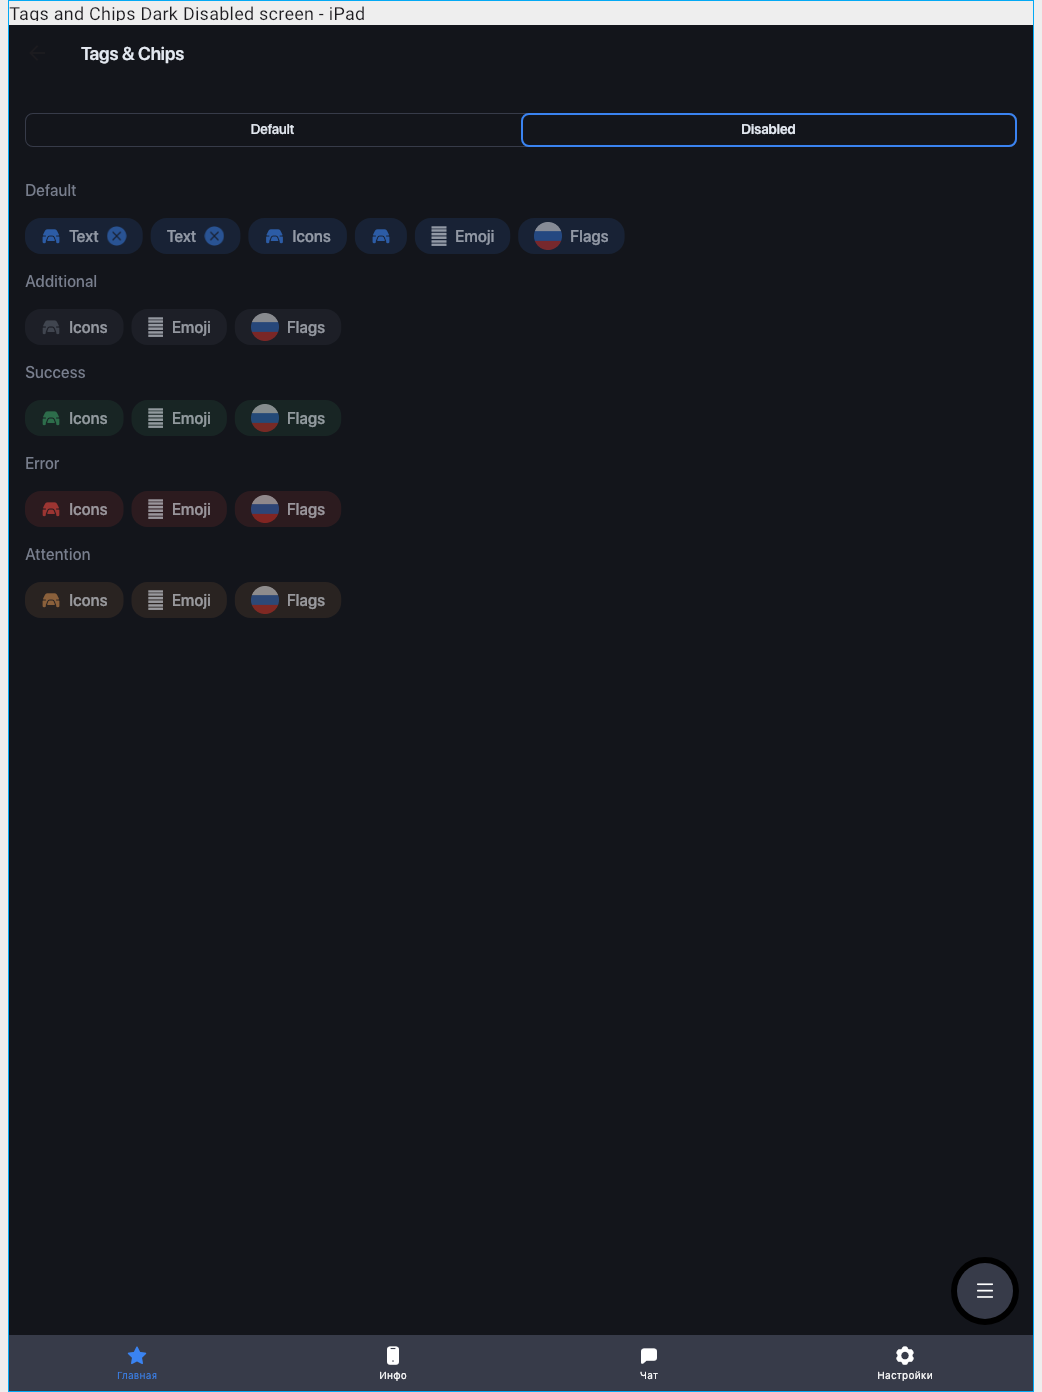 Tags and Chips Dark Disabled screen - iPad
Tags & Chips
Default
Disabled
Default
Text
Text
Icons
Emoji
Flags
Additional
Icons
Emoji
Flags
Success
Icons
Emoji
Flags
Error
Icons
Emoji
Flags
Attention
Icons
Emoji
Flags
Главная
Инфо
Чат
Настройки